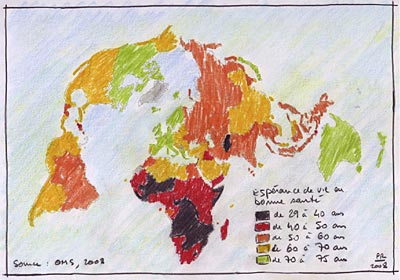 Espérance de vie en
bonne santé
de 29 à 40 ans
de 40 à 50 ans
de 50 à 60 ans
de 60 à 70 ans
de 70 à 75 ans
Source : OMS, 2008
PR
2008